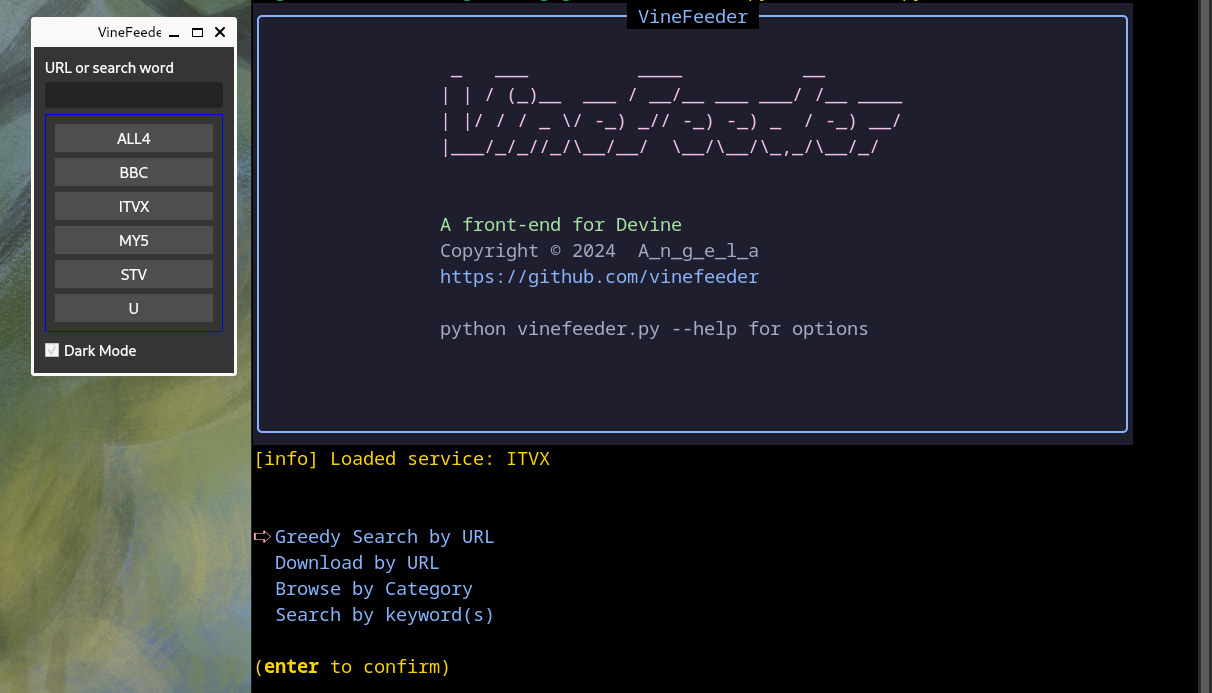 VineFeede
URL or search word
ALL4
BBC
ITVX
MY5
STV
U
Dark Mode
VineFeeder
A front-end for Devine
Copyright © 2024  A_n_g_e_l_a
https://github.com/vinefeeder
python vinefeeder.py --help for options
[info] Loaded service: ITVX
Greedy Search by URL
Download by URL
Browse by Category
Search by keyword(s)
(enter to confirm)